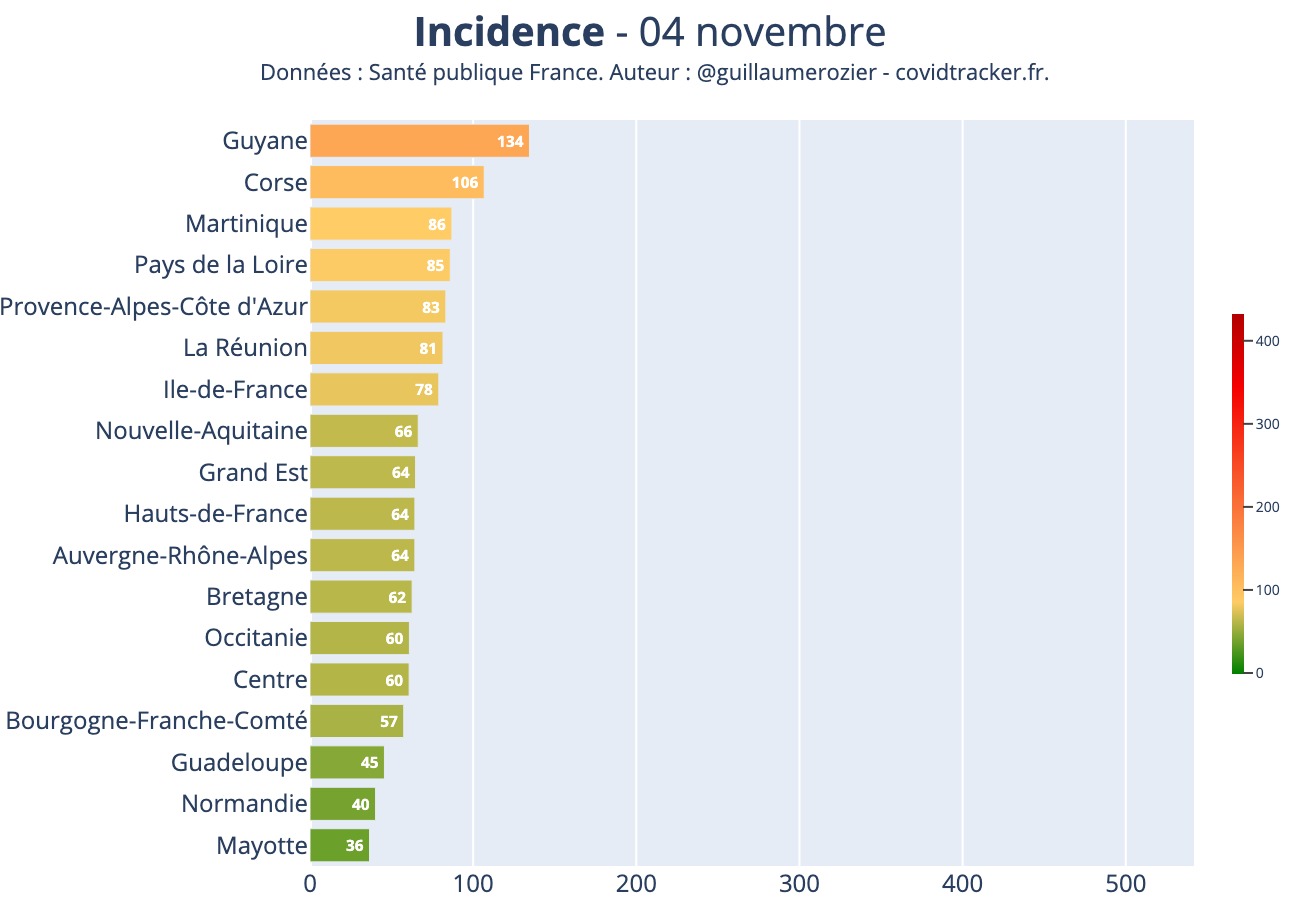 Incidence - 04 novembre
Données : Santé publique France. Auteur : @guillaumerozier - covidtracker.fr.
Guyane 134
Corse 106
Martinique 86
Pays de la Loire 85
Provence-Alpes-Côte d'Azur 83
La Réunion 81
Ile-de-France 78
Nouvelle-Aquitaine 66
Grand Est 64
Hauts-de-France 64
Auvergne-Rhône-Alpes 64
Bretagne 62
Occitanie 60
Centre 60
Bourgogne-Franche-Comté 57
Guadeloupe 45
Normandie 40
Mayotte 36
0 100 200 300 400 500
400
300
200
100
0